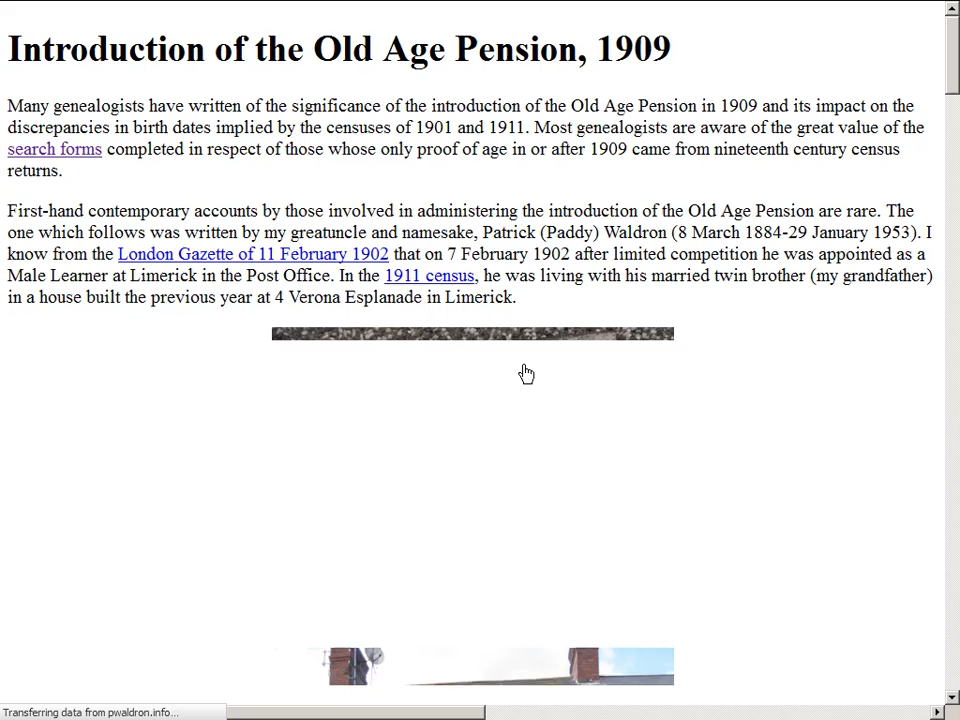 Introduction of the Old Age Pension, 1909
Many genealogists have written of the significance of the introduction of the Old Age Pension in 1909 and its impact on the
discrepancies in birth dates implied by the censuses of 1901 and 1911. Most genealogists are aware of the great value of the
search forms completed in respect of those whose only proof of age in or after 1909 came from nineteenth century census
returns.
First-hand contemporary accounts by those involved in administering the introduction of the Old Age Pension are rare. The
one which follows was written by my greatuncle and namesake, Patrick (Paddy) Waldron (8 March 1884-29 January 1953). I
know from the London Gazette of 11 February 1902 that on 7 February 1902 after limited competition he was appointed as a
Male Learner at Limerick in the Post Office. In the 1911 census, he was living with his married twin brother (my grandfather)
in a house built the previous year at 4 Verona Esplanade in Limerick.
Transferring data from pwaldron.info...